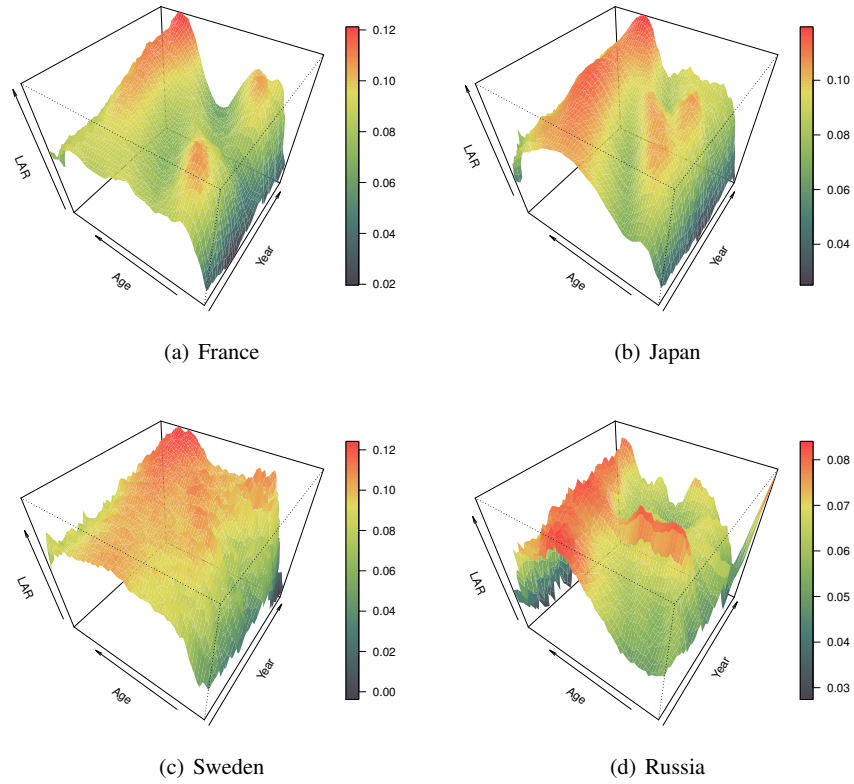 LAR
Age
Year
0.12
0.10
0.08
0.06
0.04
0.02
(a) France
LAR
Age
Year
0.10
0.08
0.06
0.04
(b) Japan
LAR
Age
Year
0.12
0.10
0.08
0.06
0.04
0.02
0.00
(c) Sweden
LAR
Age
Year
0.08
0.07
0.06
0.05
0.04
0.03
(d) Russia